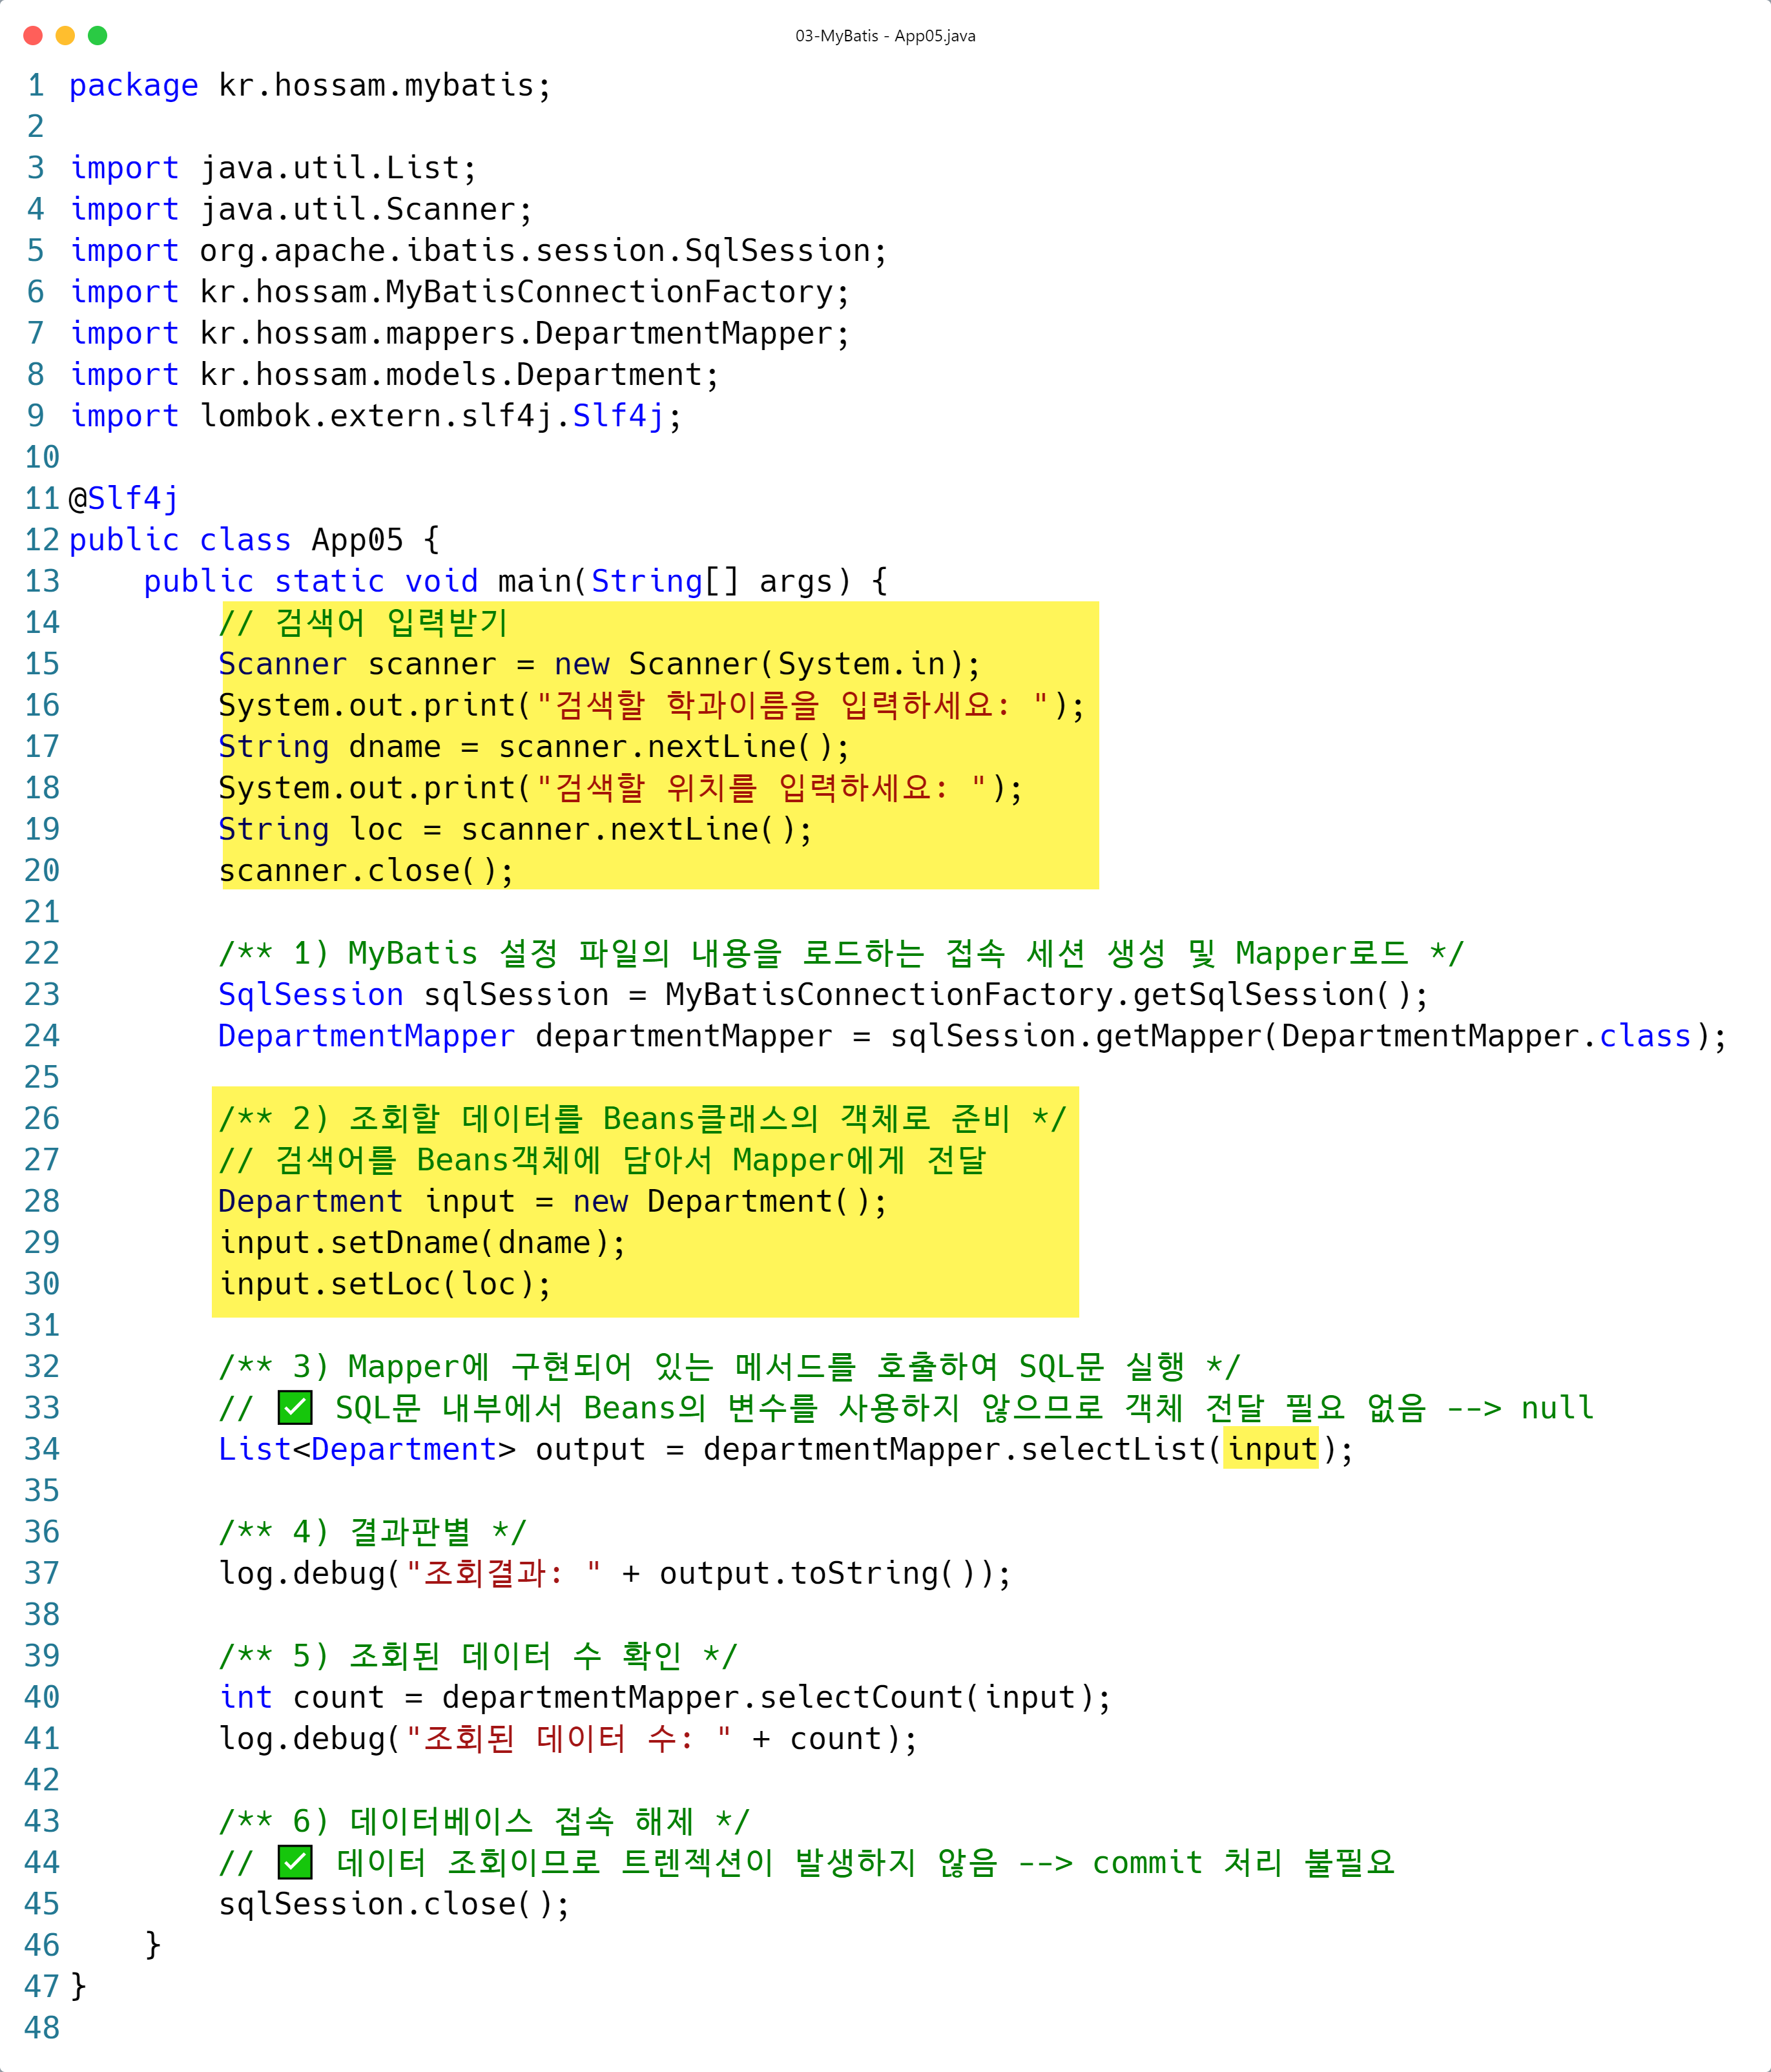 03-MyBatis - App05.java
1 package kr.hossam.mybatis;
2
3 import java.util.List;
4 import java.util.Scanner;
5 import org.apache.ibatis.session.SqlSession;
6 import kr.hossam.MyBatisConnectionFactory;
7 import kr.hossam.mappers.DepartmentMapper;
8 import kr.hossam.models.Department;
9 import lombok.extern.slf4j.Slf4j;
10
11 @Slf4j
12 public class App05 {
13     public static void main(String[] args) {
14         // 검색어 입력받기
15         Scanner scanner = new Scanner(System.in);
16         System.out.print("검색할 학과이름을 입력하세요: ");
17         String dname = scanner.nextLine();
18         System.out.print("검색할 위치를 입력하세요: ");
19         String loc = scanner.nextLine();
20         scanner.close();
21
22         /** 1) MyBatis 설정 파일의 내용을 로드하는 접속 세션 생성 및 Mapper로드 */
23         SqlSession sqlSession = MyBatisConnectionFactory.getSqlSession();
24         DepartmentMapper departmentMapper = sqlSession.getMapper(DepartmentMapper.class);
25
26         /** 2) 조회할 데이터를 Beans클래스의 객체로 준비 */
27         // 검색어를 Beans객체에 담아서 Mapper에게 전달
28         Department input = new Department();
29         input.setDname(dname);
30         input.setLoc(loc);
31
32         /** 3) Mapper에 구현되어 있는 메서드를 호출하여 SQL문 실행 */
33         // ✅ SQL문 내부에서 Beans의 변수를 사용하지 않으므로 객체 전달 필요 없음 --> null
34         List<Department> output = departmentMapper.selectList(input);
35
36         /** 4) 결과판별 */
37         log.debug("조회결과: " + output.toString());
38
39         /** 5) 조회된 데이터 수 확인 */
40         int count = departmentMapper.selectCount(input);
41         log.debug("조회된 데이터 수: " + count);
42
43         /** 6) 데이터베이스 접속 해제 */
44         // ✅ 데이터 조회이므로 트렌젝션이 발생하지 않음 --> commit 처리 불필요
45         sqlSession.close();
46     }
47 }
48